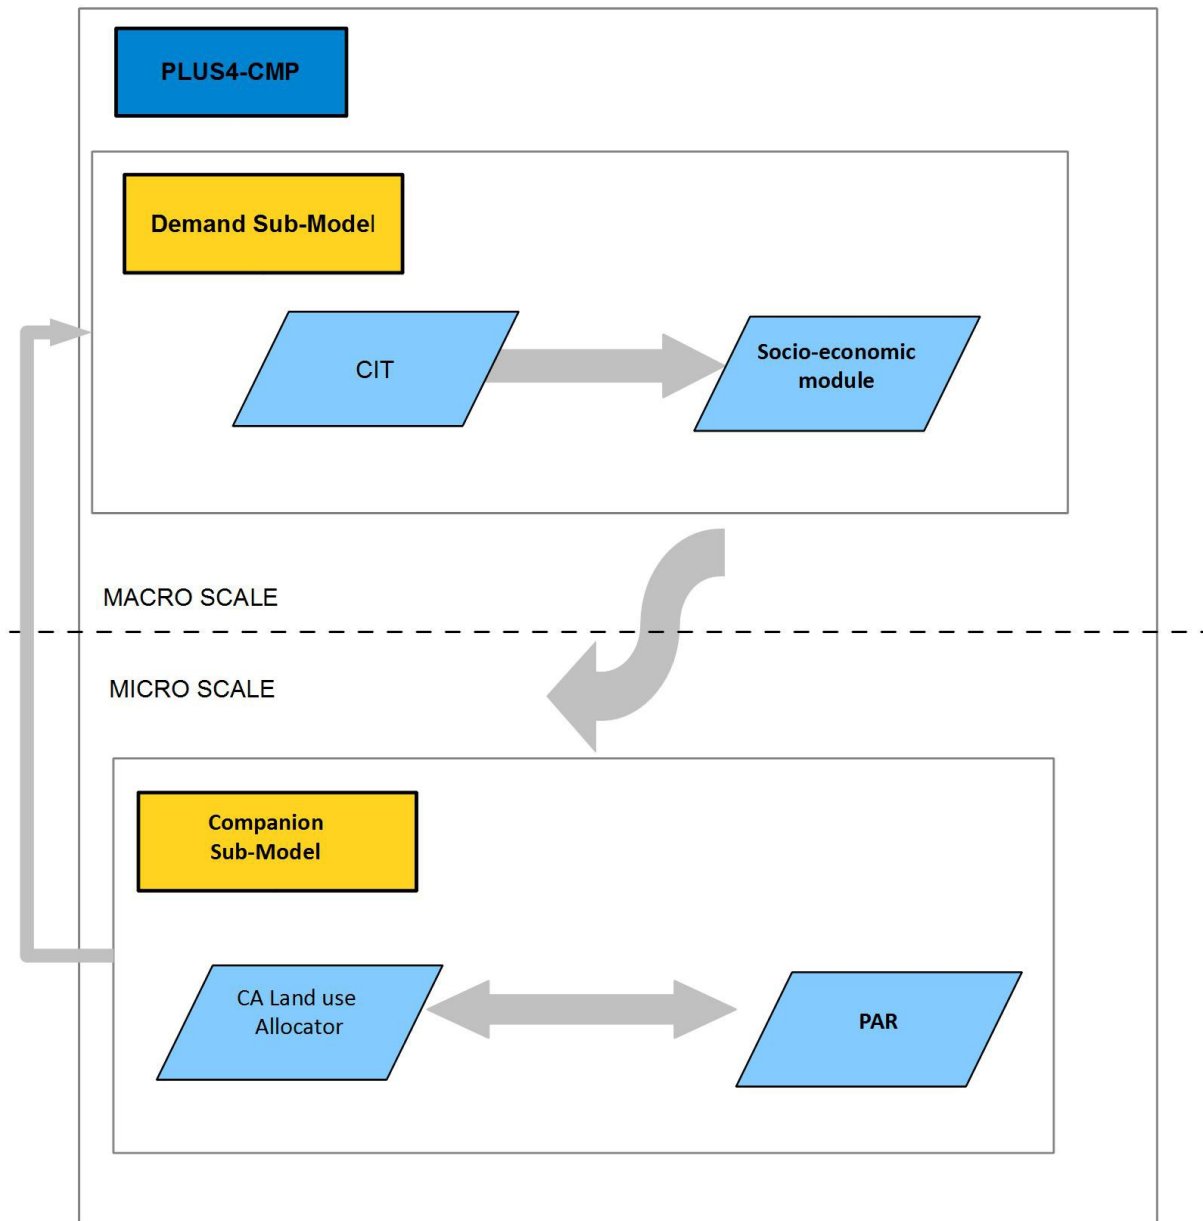 PLUS4-CMP
Demand Sub-Model
CIT
Socio-economic
module
MACRO SCALE
MICRO SCALE
Companion
Sub-Model
CA Land use
Allocator
PAR